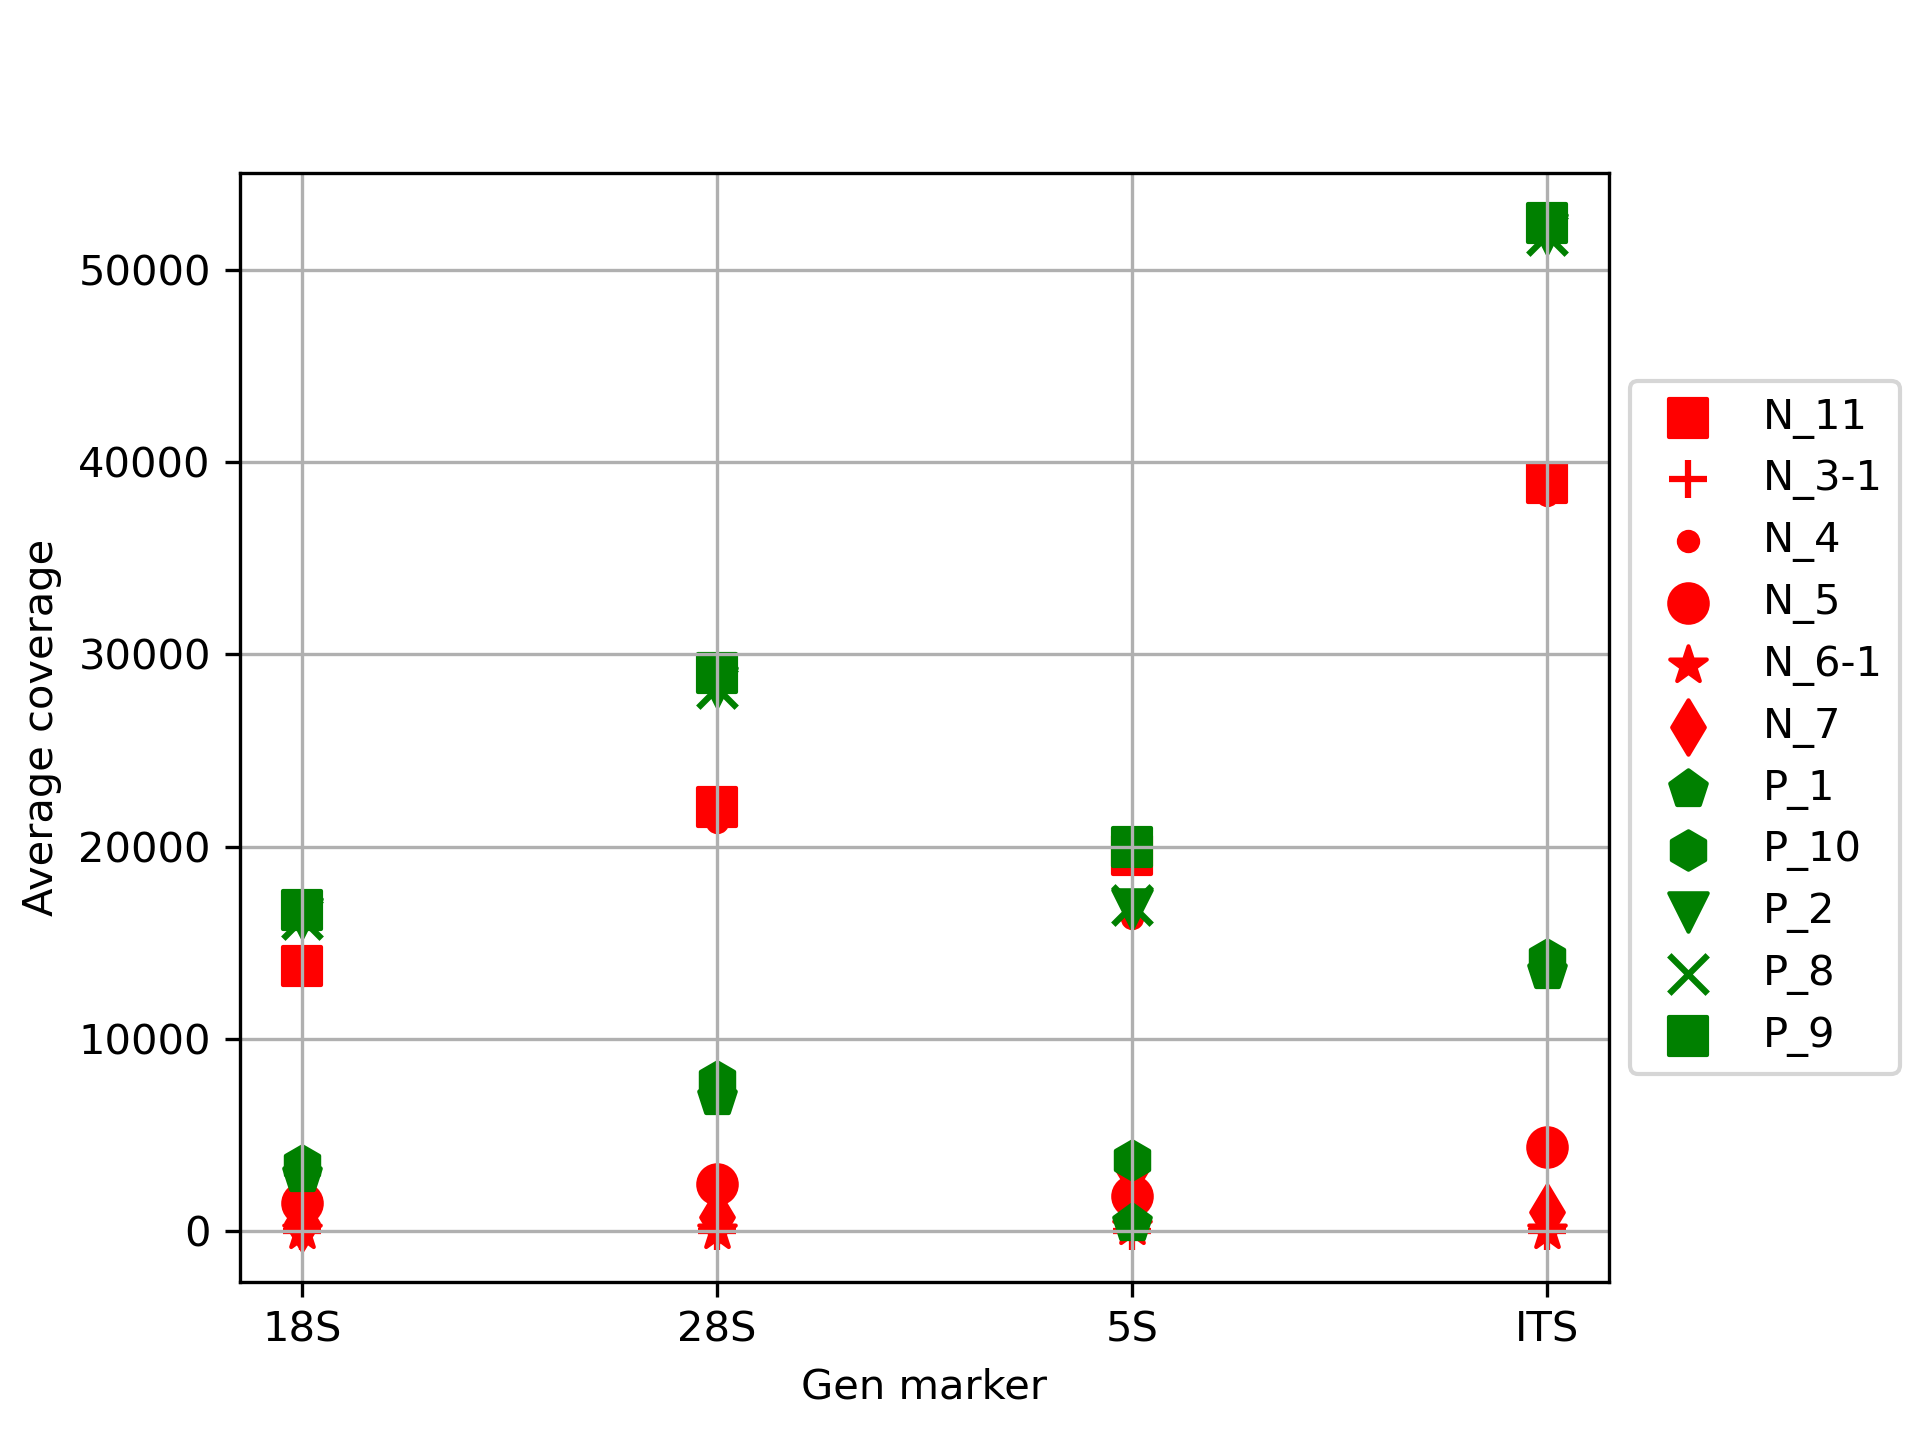 50000
40000
30000
20000
10000
0
Average coverage
18S
28S
5S
ITS
Gen marker
N_11
N_3-1
N_4
N_5
N_6-1
N_7
P_1
P_10
P_2
P_8
P_9